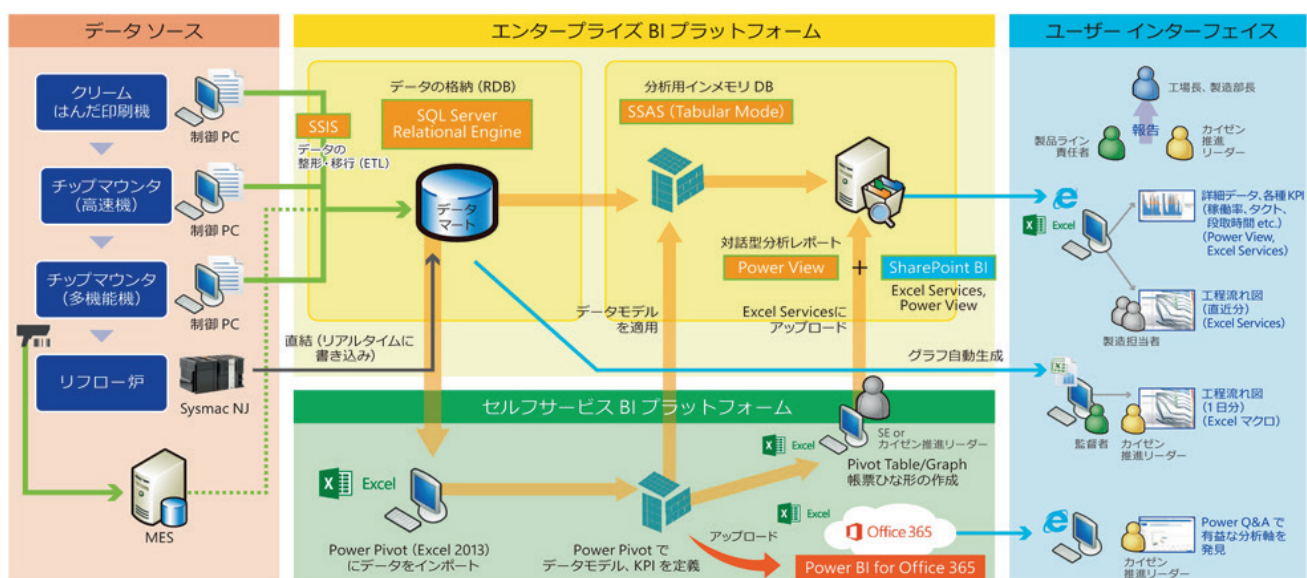 データ ソース
クリーム
はんだ印刷機
制御 PC
チップマウンタ
(高速機)
制御 PC
チップマウンタ
(多機能機)
制御 PC
リフロー炉
Sysmac NJ
MES
エンタープライズ BI プラットフォーム
SSIS
データの
整形・移行 (ETL)
データの格納 (RDB)
SQL Server
Relational Engine
データ
マート
分析用インメモリ DB
SSAS (Tabular Mode)
対話型分析レポート
Power View
+
SharePoint BI
Excel Services,
Power View
データモデル
を適用
Excel Servicesに
アップロード
直結 (リアルタイムに
書き込み)
グラフ自動生成
セルフサービス BI プラットフォーム
Excel
Power Pivot (Excel 2013)
にデータをインポート
Power Pivot で
データモデル、KPI を定義
Excel
SE or
カイゼン推進リーダー
Pivot Table/Graph
帳票ひな形の作成
アップロード
Excel
Office 365
Power BI for Office 365
ユーザー インターフェイス
工場長、製造部長
報告
製品ライン
責任者
カイゼン
推進
リーダー
Excel
詳細データ、各種KPI
(稼働率、タクト、
段取時間 etc.)
(Power View,
Excel Services)
製造担当者
工程流れ図
(直近分)
(Excel Services)
監督者
カイゼン
推進リーダー
工程流れ図
(1日分)
(Excel マクロ)
カイゼン
推進リーダー
Power Q&A で
有益な分析軸を
発見